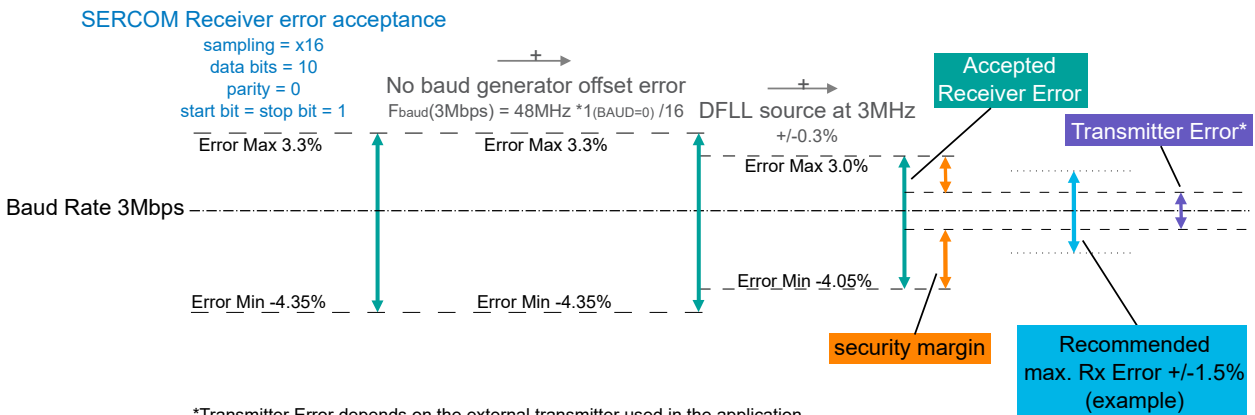 SERCOM Receiver error acceptance
sampling = x16
data bits = 10
parity = 0
start bit = stop bit = 1
+
No baud generator offset error
Fbaud(3Mbps) = 48MHz *1(BAUD=0) /16
+
DFLL source at 3MHz
+/-0.3%
Accepted
Receiver Error
Transmitter Error*
Error Max 3.3%
Error Max 3.3%
Error Max 3.0%
Baud Rate 3Mbps
Error Min -4.35%
Error Min -4.35%
Error Min -4.05%
security margin
Recommended
max. Rx Error +/-1.5%
(example)
*Transmitter Error depends on the external transmitter used in the application